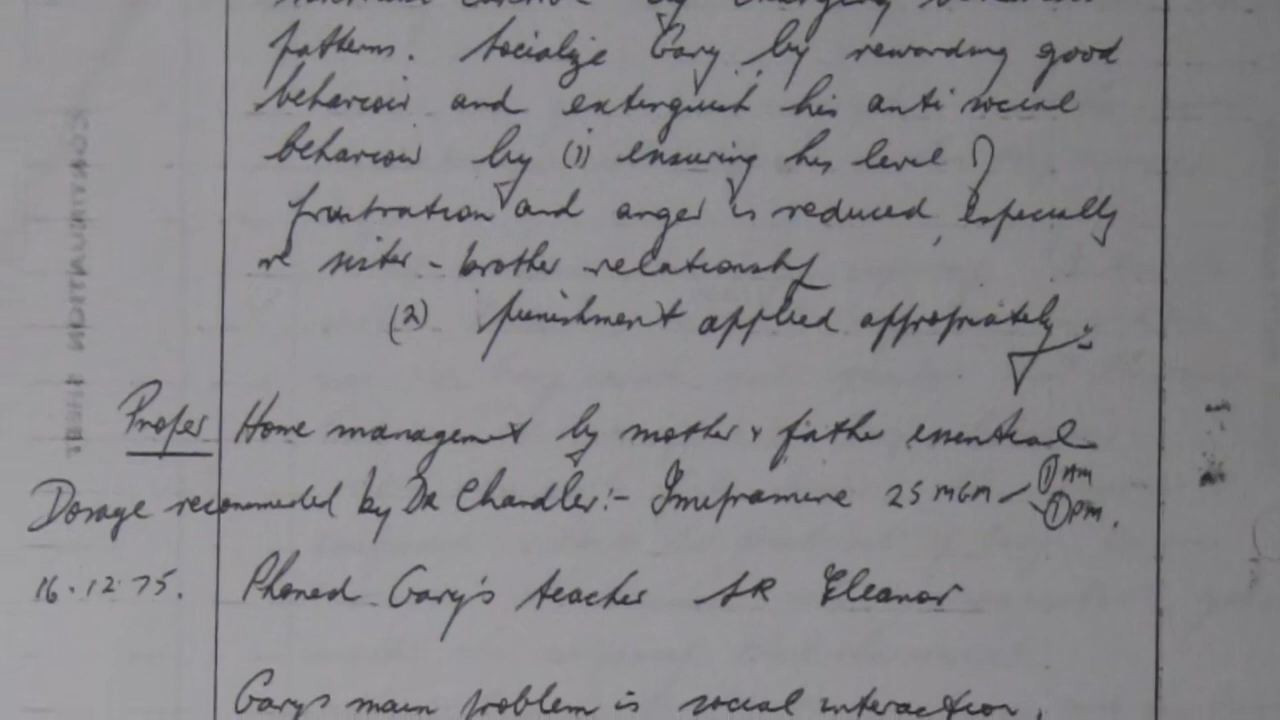 patterns. Socialize Gary by rewarding good
behaviour and extinguish his anti social
behaviour by (1) ensuring his level of
frustration and anger is reduced, especially
re sister - brother relationship
(2) punishment applied appropriately.
Home management by mother + father essential
Dosage recommended by Dr Chandler:- Imipramine 25 MGM ① AM
① PM.
16.12.75. Phoned Gary's teacher SR Eleanor
Gary's main problem is social interaction.
CONTINUATION SHEET